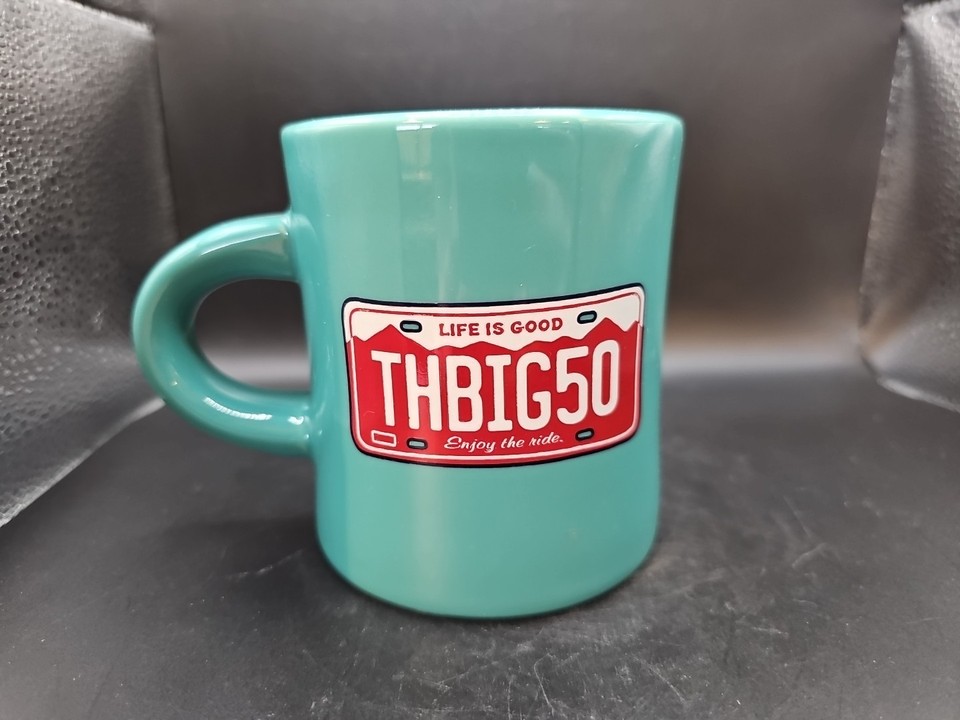 LIFE IS GOOD
THBIG50
Enjoy the ride.